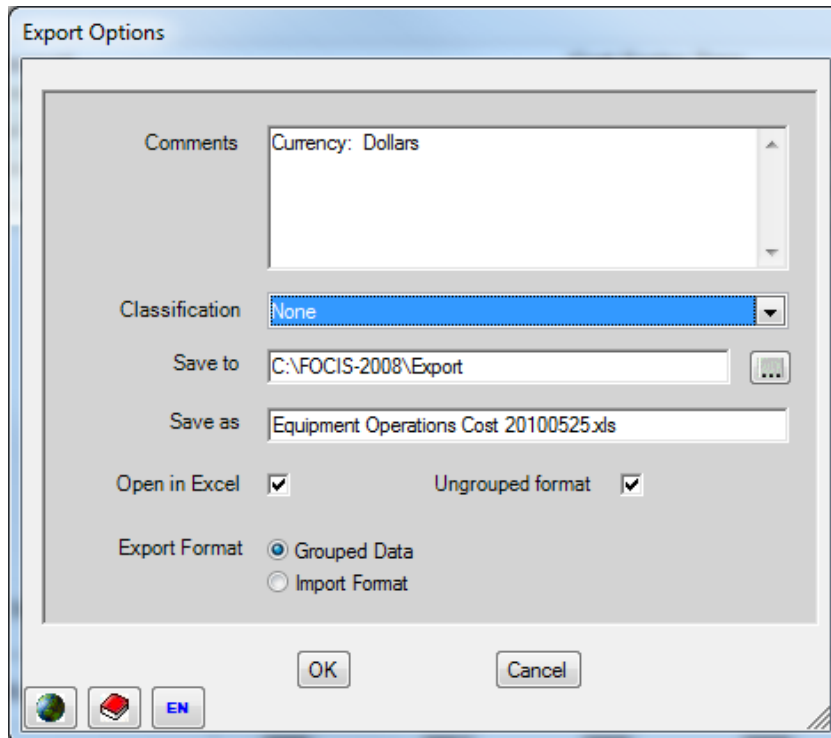 Export Options
Comments
Currency:  Dollars
Classification
None
Save to
C:\FOCIS-2008\Export
...
Save as
Equipment Operations Cost 20100525.xls
Open in Excel
Ungrouped format
Export Format
Grouped Data
Import Format
OK
Cancel
EN